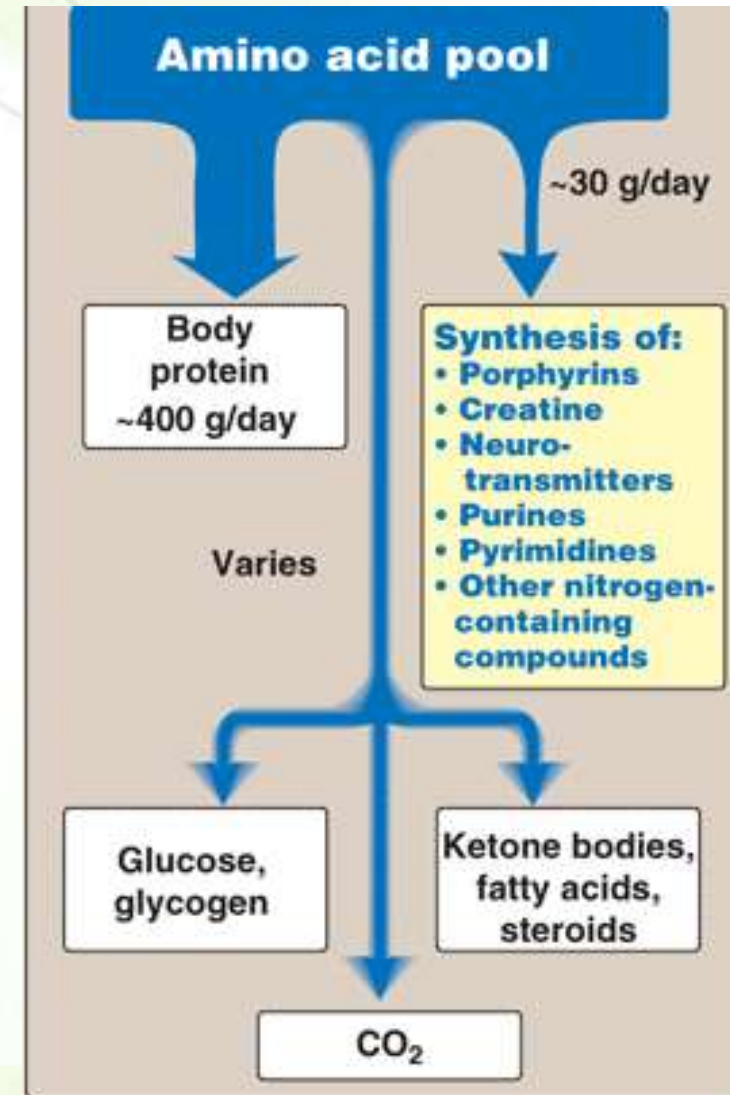 Amino acid pool
~30 g/day
Body
protein
~400 g/day
Synthesis of:
• Porphyrins
• Creatine
• Neuro-
transmitters
• Purines
• Pyrimidines
• Other nitrogen-
containing
compounds
Varies
Glucose,
glycogen
Ketone bodies,
fatty acids,
steroids
CO₂